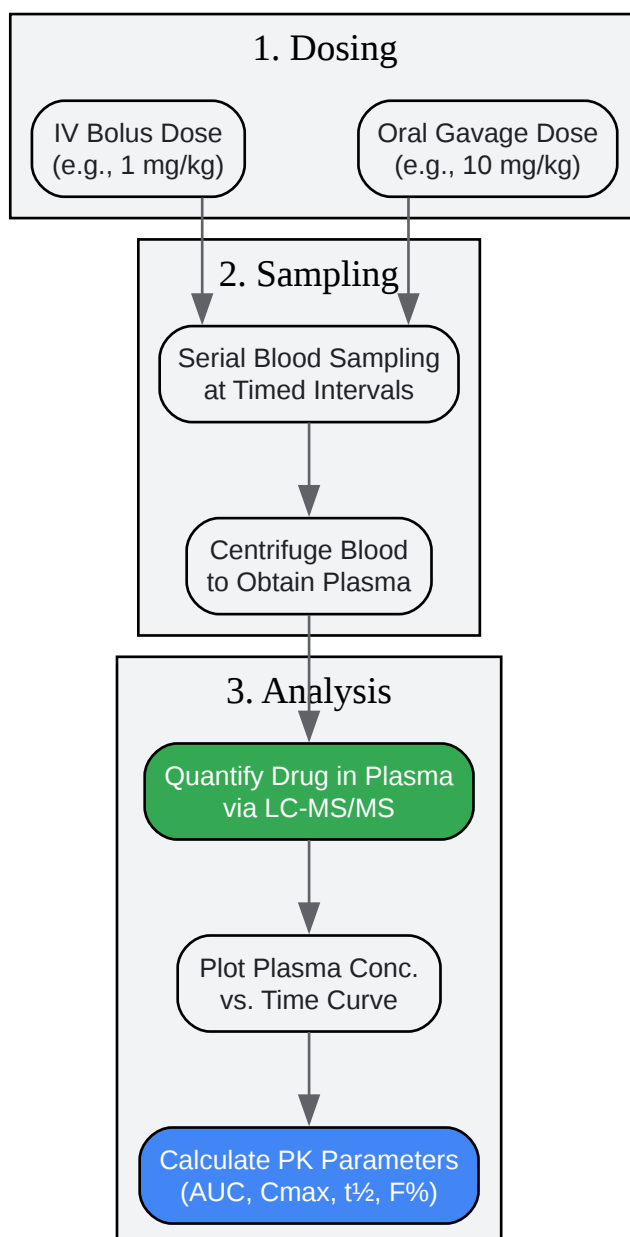 1. Dosing
IV Bolus Dose
(e.g., 1 mg/kg)
Oral Gavage Dose
(e.g., 10 mg/kg)
2. Sampling
Serial Blood Sampling
at Timed Intervals
Centrifuge Blood
to Obtain Plasma
3. Analysis
Quantify Drug in Plasma
via LC-MS/MS
Plot Plasma Conc.
vs. Time Curve
Calculate PK Parameters
(AUC, Cmax, t½, F%)